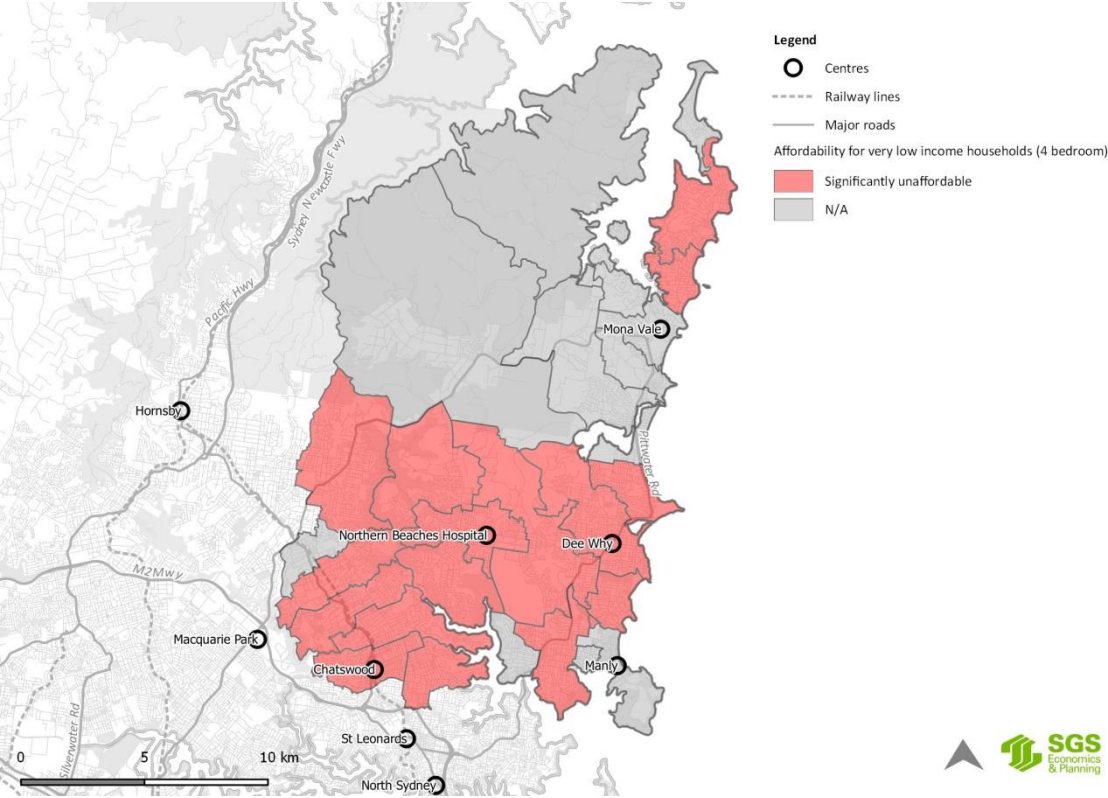 Legend
Centres
Railway lines
Major roads
Affordability for very low income households (4 bedroom)
Significantly unaffordable
N/A
Sydney Newcastle Fwy
Pacific Hwy
Mona Vale
Hornsby
Pittwater Rd
Northern Beaches Hospital
Dee Why
M2Mwy
Macquarie Park
Chatswood
Manly
St Leonards
Silverwater Rd
North Sydney
0 5 10 km
SGS
Economics
& Planning